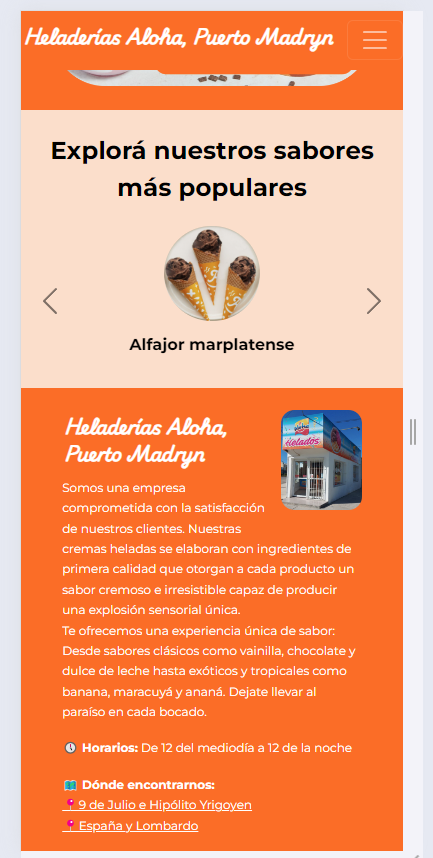 Heladerías Aloha, Puerto Madryn
Explorá nuestros sabores
más populares
Alfajor marplatense
Heladerías Aloha,
Puerto Madryn
Helados
Somos una empresa
comprometida con la satisfacción
de nuestros clientes. Nuestras
cremas heladas se elaboran con ingredientes de
primera calidad que otorgan a cada producto un
sabor cremoso e irresistible capaz de producir
una explosión sensorial única.
Te ofrecemos una experiencia única de sabor:
Desde sabores clásicos como vainilla, chocolate y
dulce de leche hasta exóticos y tropicales como
banana, maracuyá y ananá. Dejate llevar al
paraíso en cada bocado.
Horarios: De 12 del mediodía a 12 de la noche
Dónde encontrarnos:
9 de Julio e Hipólito Yrigoyen
España y Lombardo